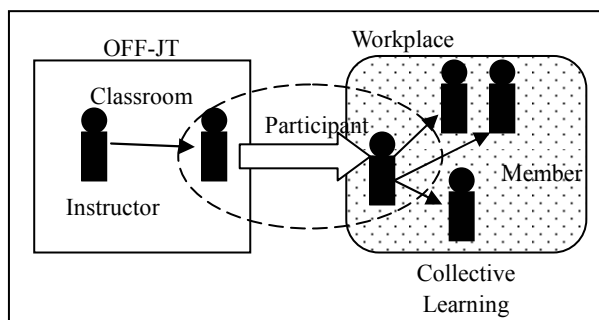 OFF-JT
Workplace
Classroom
Participant
Instructor
Member
Collective
Learning